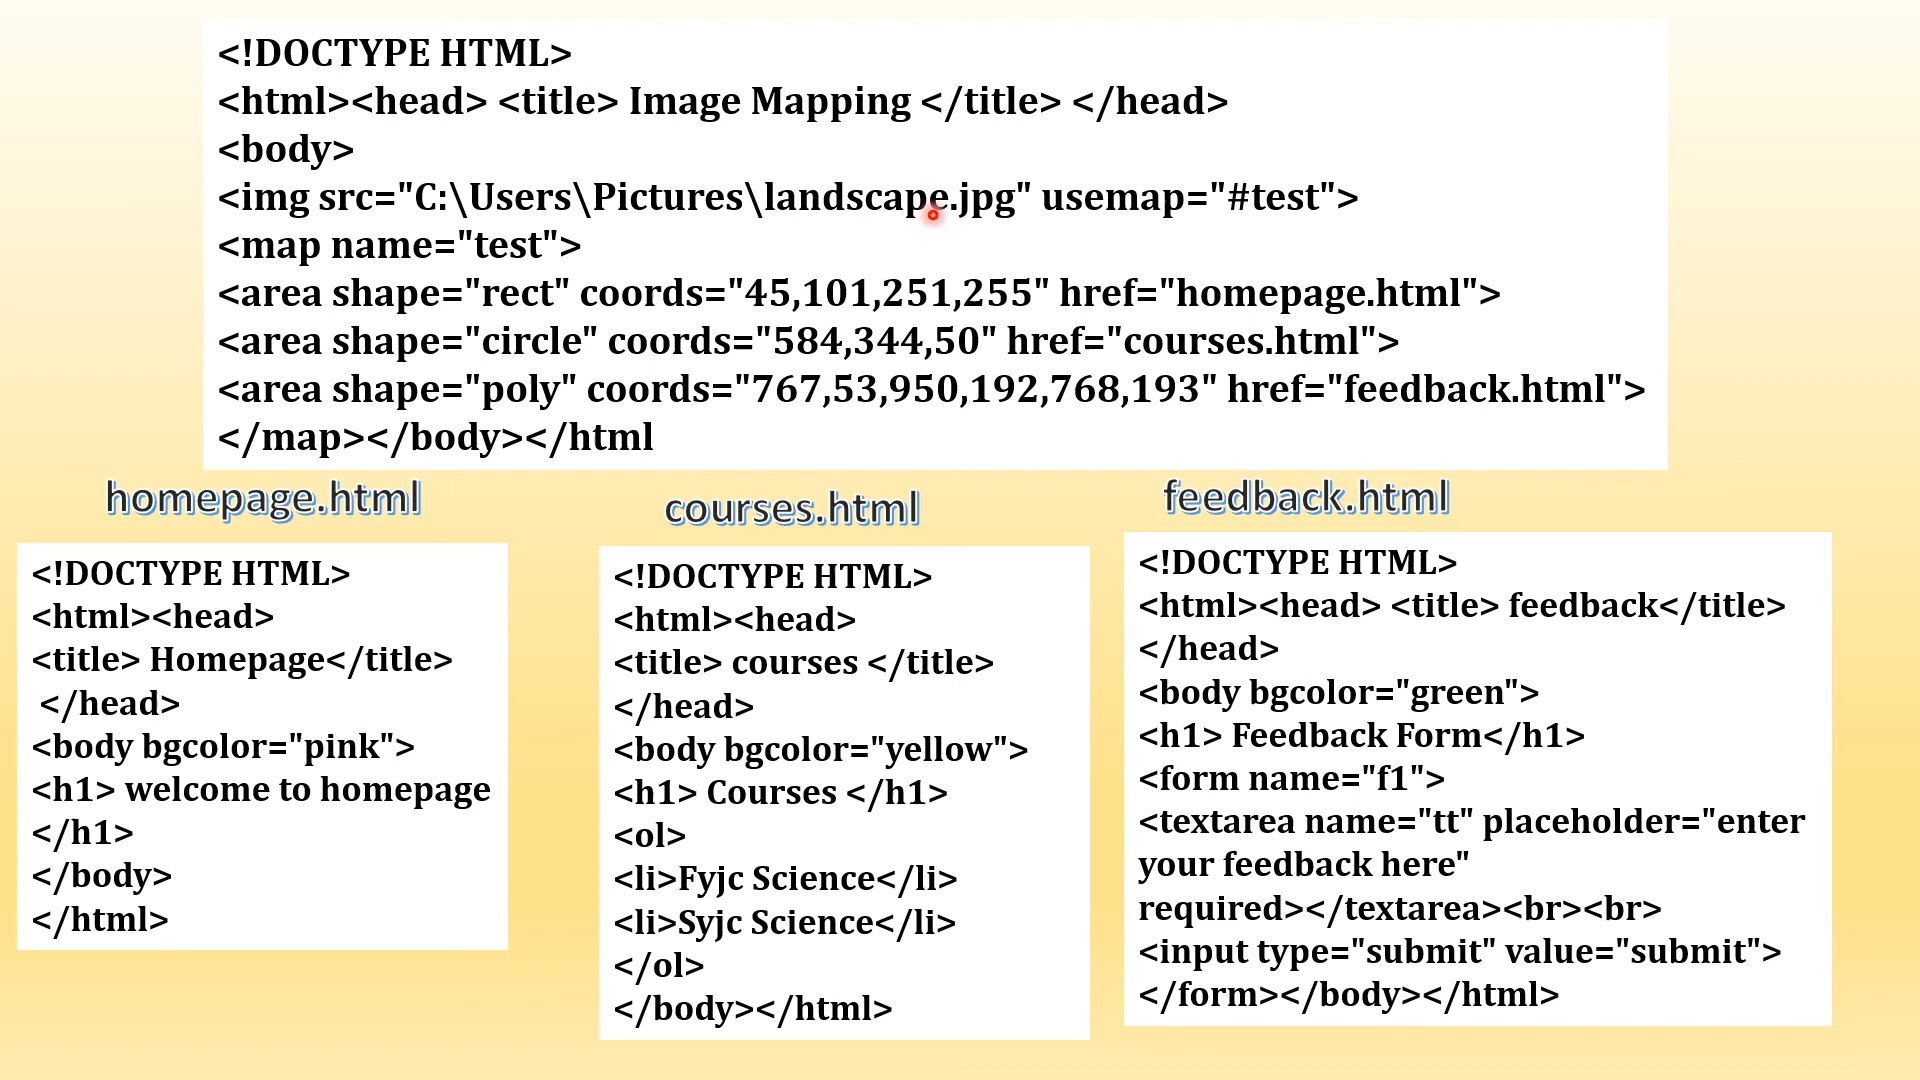 <!DOCTYPE HTML>
<html><head> <title> Image Mapping </title> </head>
<body>
<img src="C:\Users\Pictures\landscape.jpg" usemap="#test">
<map name="test">
<area shape="rect" coords="45,101,251,255" href="homepage.html">
<area shape="circle" coords="584,344,50" href="courses.html">
<area shape="poly" coords="767,53,950,192,768,193" href="feedback.html">
</map></body></html
homepage.html
<!DOCTYPE HTML>
<html><head>
<title> Homepage</title>
</head>
<body bgcolor="pink">
<h1> welcome to homepage
</h1>
</body>
</html>
courses.html
<!DOCTYPE HTML>
<html><head>
<title> courses </title>
</head>
<body bgcolor="yellow">
<h1> Courses </h1>
<ol>
<li>Fyjc Science</li>
<li>Syjc Science</li>
</ol>
</body></html>
feedback.html
<!DOCTYPE HTML>
<html><head> <title> feedback</title>
</head>
<body bgcolor="green">
<h1> Feedback Form</h1>
<form name="f1">
<textarea name="tt" placeholder="enter
your feedback here"
required></textarea><br><br>
<input type="submit" value="submit">
</form></body></html>